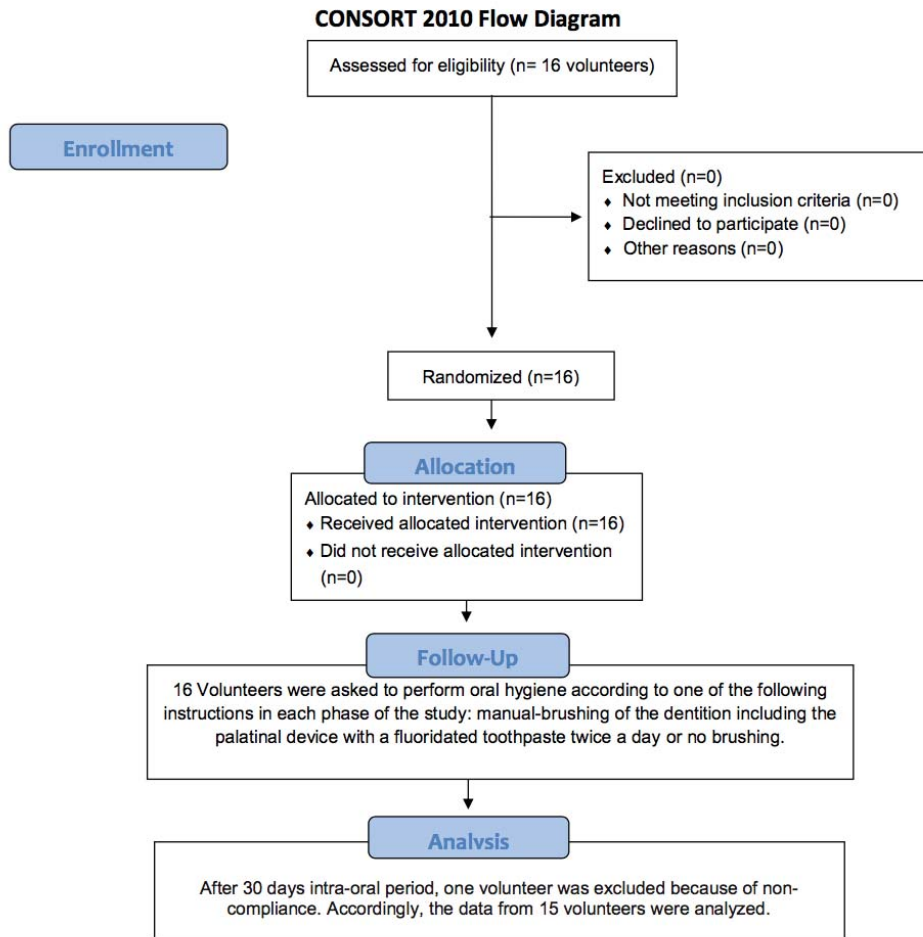 CONSORT 2010 Flow Diagram
Assessed for eligibility (n= 16 volunteers)
Enrollment
Excluded (n=0)
♦ Not meeting inclusion criteria (n=0)
♦ Declined to participate (n=0)
♦ Other reasons (n=0)
Randomized (n=16)
Allocation
Allocated to intervention (n=16)
♦ Received allocated intervention (n=16)
♦ Did not receive allocated intervention
(n=0)
Follow-Up
16 Volunteers were asked to perform oral hygiene according to one of the following
instructions in each phase of the study: manual-brushing of the dentition including the
palatinal device with a fluoridated toothpaste twice a day or no brushing.
Analysis
After 30 days intra-oral period, one volunteer was excluded because of non-
compliance. Accordingly, the data from 15 volunteers were analyzed.